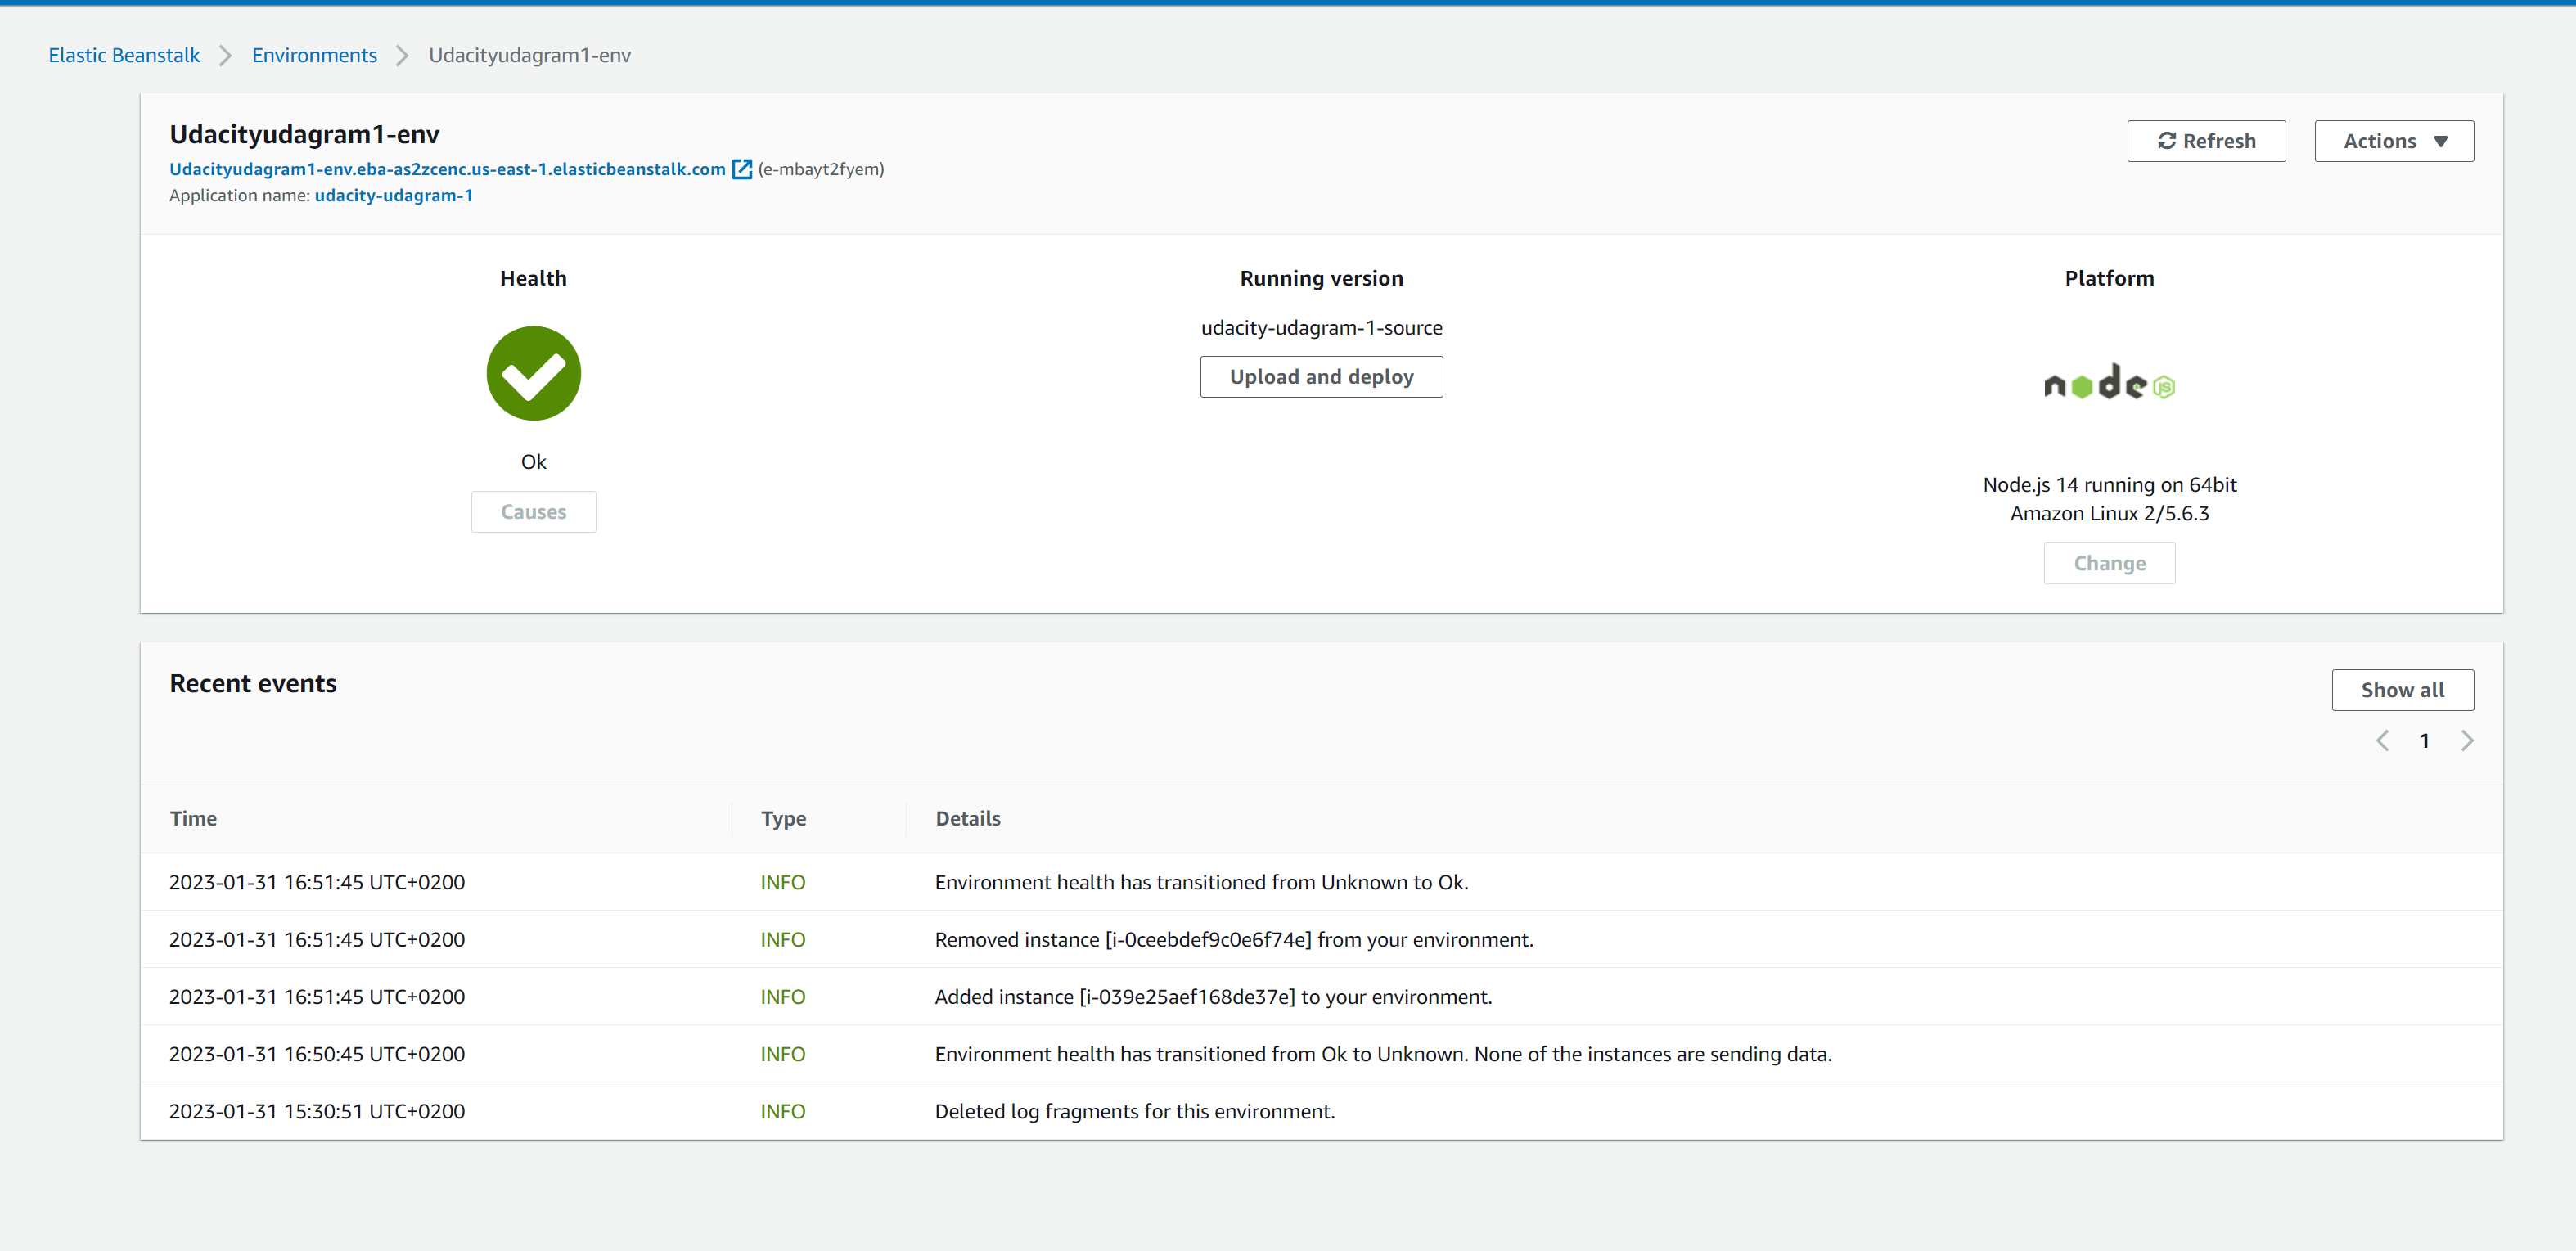 Elastic Beanstalk > Environments > Udacityudagram1-env
Udacityudagram1-env
Refresh
Actions
Udacityudagram1-env.eba-as2zcenc.us-east-1.elasticbeanstalk.com (e-mbayt2fyem)
Application name: udacity-udagram-1
Health
Running version
Platform
udacity-udagram-1-source
Upload and deploy
node JS
Ok
Causes
Node.js 14 running on 64bit
Amazon Linux 2/5.6.3
Change
Recent events
Show all
1
Time Type Details
2023-01-31 16:51:45 UTC+0200 INFO Environment health has transitioned from Unknown to Ok.
2023-01-31 16:51:45 UTC+0200 INFO Removed instance [i-0ceebdef9c0e6f74e] from your environment.
2023-01-31 16:51:45 UTC+0200 INFO Added instance [i-039e25aef168de37e] to your environment.
2023-01-31 16:50:45 UTC+0200 INFO Environment health has transitioned from Ok to Unknown. None of the instances are sending data.
2023-01-31 15:30:51 UTC+0200 INFO Deleted log fragments for this environment.